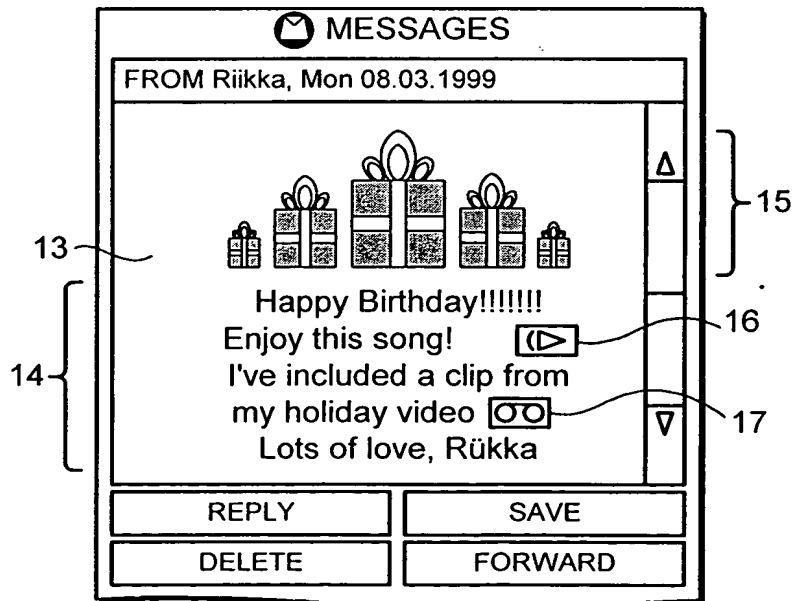 MESSAGES
FROM Riikka, Mon 08.03.1999
15
13
Happy Birthday!!!!!!!
Enjoy this song!
16
14
I've included a clip from
my holiday video
17
Lots of love, Rükka
REPLY
SAVE
DELETE
FORWARD